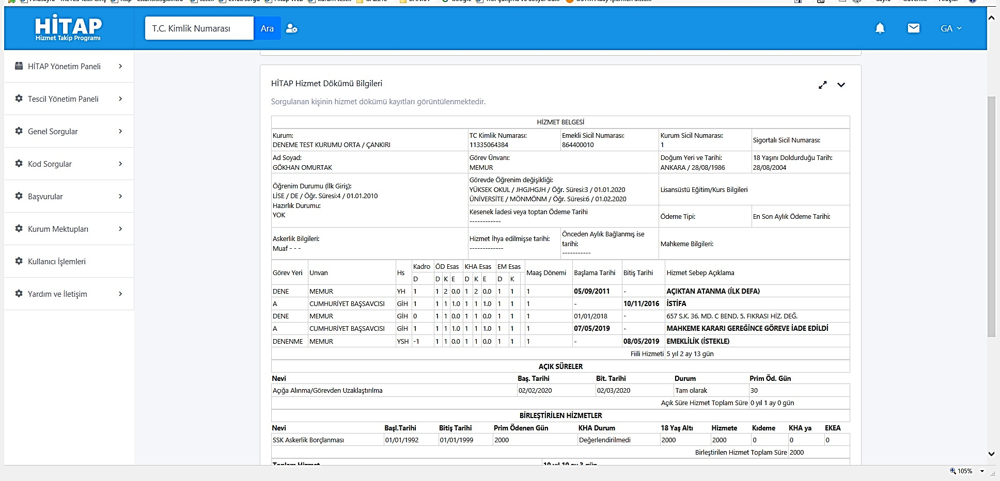 HİTAP
Hizmet Takip Programı
T.C. Kimlik Numarası
Ara
GA
HİTAP Yönetim Paneli
Tescil Yönetim Paneli
Genel Sorgular
Kod Sorgular
Başvurular
Kurum Mektupları
Kullanıcı İşlemleri
Yardım ve İletişim
HİTAP Hizmet Dökümü Bilgileri
Sorgulanan kişinin hizmet dökümü kayıtları görüntülenmektedir.
HİZMET BELGESİ
Kurum:
DENEME TEST KURUMU ORTA / ÇANKIRI
TC Kimlik Numarası:
11335064384
Emekli Sicil Numarası:
864400010
Kurum Sicil Numarası:
1
Sigortalı Sicil Numarası:
Ad Soyad:
GÖKHAN OMURTAK
Görev Ünvanı:
MEMUR
Doğum Yeri ve Tarihi:
ANKARA / 28/08/1986
18 Yaşını Doldurduğu Tarih:
28/08/2004
Öğrenim Durumu (İlk Giriş):
LİSE / DE / Öğr. Süresi:4 / 01.01.2010
Hazırlık Durumu:
YOK
Görevde Öğrenim değişikliği:
YÜKSEK OKUL / JHGJHGJH / Öğr. Süresi:3 / 01.01.2020
ÜNİVERSİTE / MÖNMÖNM / Öğr. Süresi:6 / 01.02.2020
Lisansüstü Eğitim/Kurs Bilgileri
Kesenek İadesi veya toptan Ödeme Tarihi
------------
Ödeme Tipi:
En Son Aylık Ödeme Tarihi:
Askerlik Bilgileri:
Muaf - - -
Hizmet İhya edilmişse tarihi:
-------------
Önceden Aylık Bağlanmış ise
tarihi:
-----------
Mahkeme Bilgileri:
Görev Yeri Unvan Hs Kadro ÖD Esas KHA Esas EM Esas Maaş Dönemi Başlama Tarihi Bitiş Tarihi Hizmet Sebep Açıklama
D D K E D K E D K
DENE MEMUR YH 1 1 2 0.0 1 2 0.0 1 1 1 05/09/2011 - AÇIKTAN ATANMA (İLK DEFA)
A CUMHURİYET BAŞSAVCISI GİH 1 1 1 1.0 1 1 1.0 1 1 1 - 10/11/2016 İSTİFA
DENE MEMUR GİH 0 1 1 0.0 1 1 0.0 1 1 1 01/01/2018 - 657 S.K. 36. MD. C BEND. 5. FIKRASI HİZ. DEĞ.
A CUMHURİYET BAŞSAVCISI GİH 1 1 1 1.0 1 1 1.0 1 1 1 07/05/2019 - MAHKEME KARARI GEREĞİNCE GÖREVE İADE EDİLDİ
DENENME MEMUR YSH -1 1 1 0.0 1 1 0.0 1 1 1 - 08/05/2019 EMEKLİLİK (İSTEKLE)
Fiili Hizmeti 5 yıl 2 ay 13 gün
AÇIK SÜRELER
Nevi Baş. Tarihi Bit. Tarihi Durum Prim Öd. Gün
Açığa Alınma/Görevden Uzaklaştırılma 02/02/2020 02/03/2020 Tam olarak 30
Açık Süre Hizmet Toplam Süre 0 yıl 1 ay 0 gün
BİRLEŞTİRİLEN HİZMETLER
Nevi Başl.Tarihi Bitiş Tarihi Prim Ödenen Gün KHA Durum 18 Yaş Altı Hizmete Kıdeme KHA ya EKEA
SSK Askerlik Borçlanması 01/01/1992 01/01/1999 2000 Değerlendirilmedi 2000 2000 0 0 0
Birleştirilen Hizmet Toplam Süre 2000
Toplam Hizmet 10 yıl 10 ay 3 gün
105%